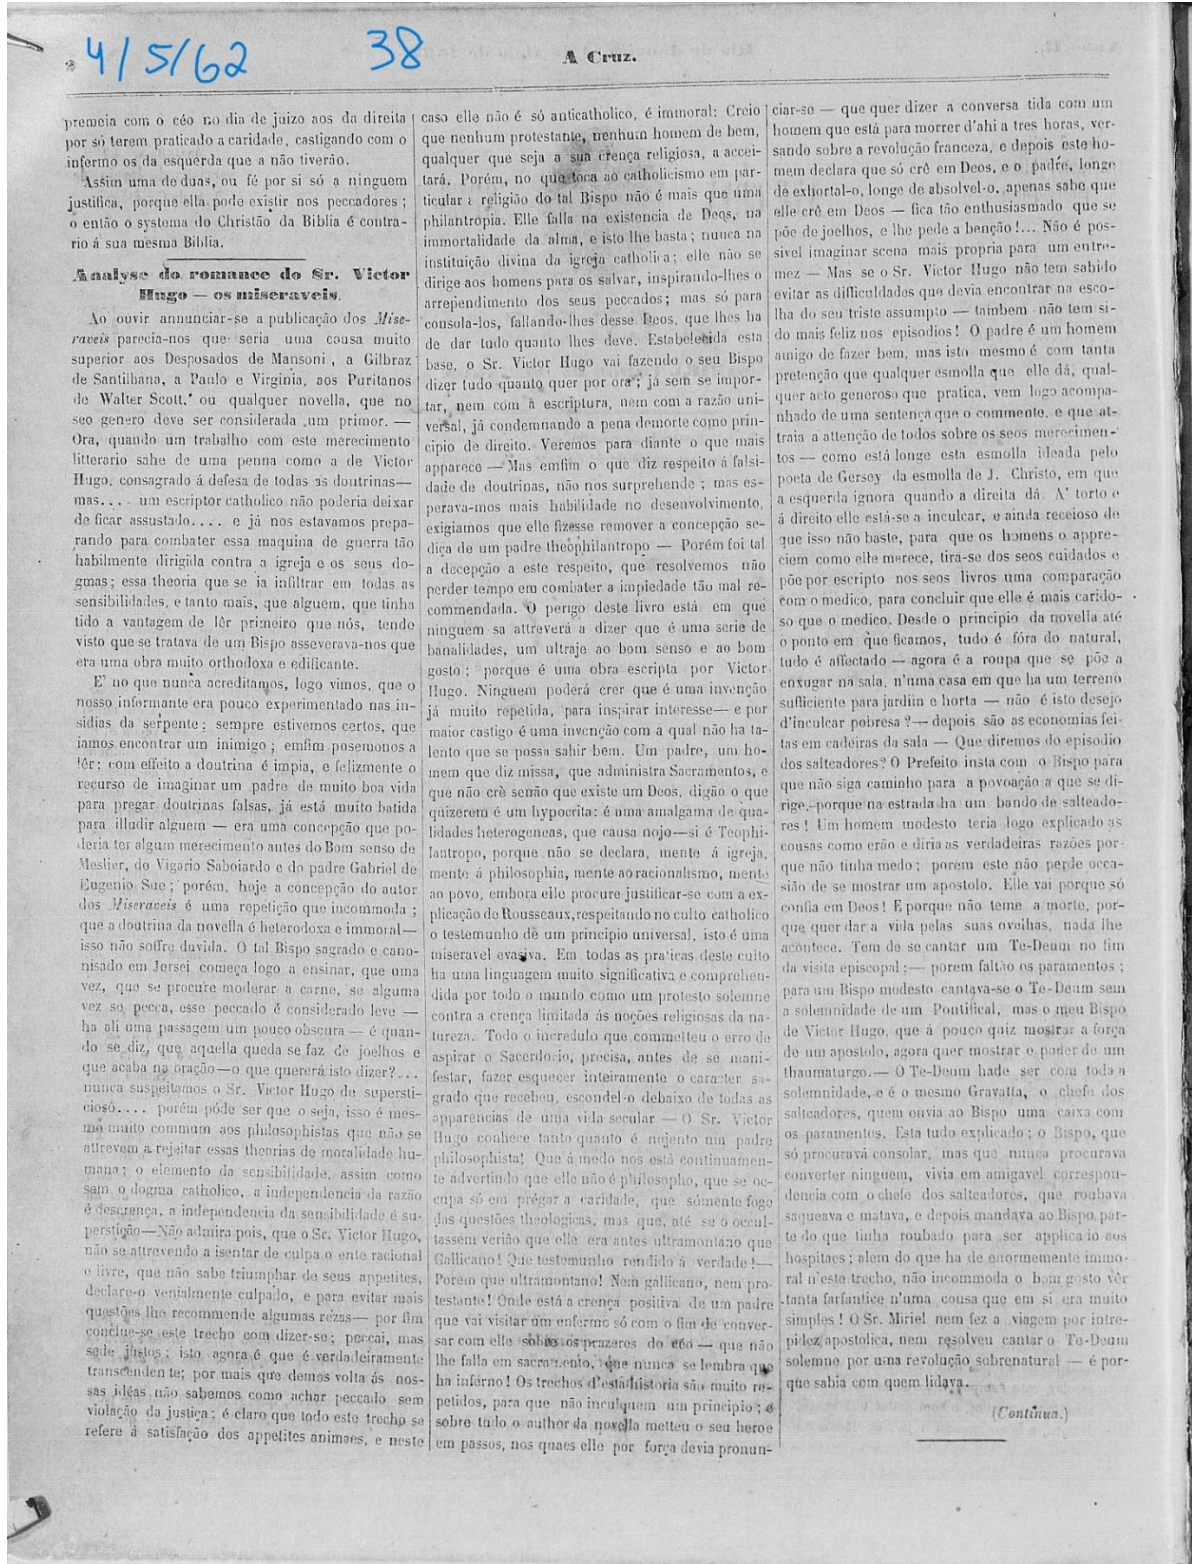 4/5/62 38
2
A Cruz.
premeia com o céo no dia de juizo aos da direita
por só terem praticado a caridade, castigando com o
inferno os da esquerda que a não tiverão.
Assim uma de duas, ou fé por si só a ninguem
justifica, porque ella pode existir nos peccadores ;
o então o systema do Christão da Biblia é contra-
rio á sua mesma Biblia.
Analyse do romance do Sr. Victor
Hugo — os miseraveis.
Ao ouvir annunciar-se a publicação dos Mise-
raveis parecia-nos que seria uma cousa muito
superior aos Desposados de Mansoni, a Gilbraz
de Santilhana, a Paulo e Virginia, aos Puritanos
de Walter Scott, ou qualquer novella, que no
seo genero deve ser considerada um primor. —
Ora, quando um trabalho com este merecimento
litterario sahe de uma penna como a de Victor
Hugo, consagrado á defesa de todas as doutrinas—
mas.... um escriptor catholico não poderia deixar
de ficar assustado.... e já nos estavamos prepa-
rando para combater essa maquina de guerra tão
habilmente dirigida contra a igreja e os seus do-
gmas; essa theoria que se ia infiltrar em todas as
sensibilidades, e tanto mais, que alguem, que tinha
tido a vantagem de lêr primeiro que nós, tendo
visto que se tratava de um Bispo asseverava-nos que
era uma obra muito orthodoxa e edificante.
E' no que nunca acreditamos, logo vimos, que o
nosso informante era pouco experimentado nas in-
sidias da serpente; sempre estivemos certos, que
iamos encontrar um inimigo ; emfim posemonos a
lêr; com effeito a doutrina é impia, e felizmente o
recurso de imaginar um padre de muito boa vida
para pregar doutrinas falsas, já está muito batida
para illudir alguem — era uma concepção que po-
deria ter algum merecimento antes do Bom senso de
Meslier, do Vigario Saboiardo e do padre Gabriel de
Eugenio Sue; porém, hoje a concepção do autor
dos Miseraveis é uma repetição que incommoda ;
que a doutrina da novella é heterodoxa e immoral—
isso não soffre duvida. O tal Bispo sagrado e cano-
nisado em Jersei começa logo a ensinar, que uma
vez, que se procure moderar a carne, se alguma
vez se pecca, esse peccado é considerado leve —
ha ali uma passagem um pouco obscura — é quan-
do se diz, que aquella queda se faz de joelhos e
que acaba na oração—o que quererá isto dizer?...
nunca suspeitamos o Sr. Victor Hugo de supersti-
cioso.... porém póde ser que o seja, isso é mes-
mo muito commum aos philosophistas que não se
attrevem a rejeitar essas theorias de moralidade hu-
mana; o elemento da sensibilidade, assim como
sem o dogma catholico, a independencia da razão
é descrença, a independencia da sensibilidade é su-
perstição—Não admira pois, que o Sr. Victor Hugo,
não se attrevendo a isentar de culpa o ente racional
e livre, que não sabe triumphar de seus appetites,
declare-o venialmente culpado, e para evitar mais
questões lhe recommende algumas rezas— por fim
conclue-se este trecho com dizer-se; peccai, mas
sede justos; isto agora é que é verdadeiramente
transcendente; por mais que demos volta ás nos-
sas idéas não sabemos como achar peccado sem
violação da justiça; é claro que todo este trecho se
refere á satisfação dos appetites animaes, e neste
caso elle não é só anticatholico, é immoral: Creio
que nenhum protestante, nenhum homem de bem,
qualquer que seja a sua crença religiosa, a accei-
tará. Porém, no que toca ao catholicismo em par-
ticular a religião do tal Bispo não é mais que uma
philantropia. Elle falla na existencia de Deos, na
immortalidade da alma, e isto lhe basta; nunca na
instituição divina da igreja catholica; elle não se
dirige aos homens para os salvar, inspirando-lhes o
arrependimento dos seus peccados; mas só para
consola-los, fallando-lhes desse Deos, que lhes ha
de dar tudo quanto lhes deve. Estabelecida esta
base, o Sr. Victor Hugo vai fazendo o seu Bispo
dizer tudo quanto quer por ora; já sem se impor-
tar, nem com a escriptura, nem com a razão uni-
versal, já condemnando a pena demorte como prin-
cipio de direito. Veremos para diante o que mais
apparece — Mas emfim o que diz respeito á falsi-
dade de doutrinas, não nos surprehende ; mas es-
perava-mos mais habilidade no desenvolvimento,
exigiamos que elle fizesse remover a concepção se-
diça de um padre theophilantropo — Porém foi tal
a decepção a este respeito, que resolvemos não
perder tempo em combater a impiedade tão mal re-
commendada. O perigo deste livro está em que
ninguem sa attreverá a dizer que é uma serie de
banalidades, um ultraje ao bom senso e ao bom
gosto ; porque é uma obra escripta por Victor
Hugo. Ninguem poderá crer que é uma invenção
já muito repetida, para inspirar interesse— e por
maior castigo é uma invenção com a qual não ha ta-
lento que se possa sahir bem. Um padre, um ho-
mem que diz missa, que administra Sacramentos, e
que não crê senão que existe um Deos, digão o que
quizerem é um hypocrita: é uma amalgama de qua-
lidades heterogeneas, que causa nojo—si é Teophi-
lantropo, porque não se declara, mente á igreja,
mente á philosophia, mente ao racionalismo, mente
ao povo, embora elle procure justificar-se com a ex-
plicação de Rousseaux, respeitando no culto catholico
o testemunho de um principio universal, isto é uma
miseravel evasiva. Em todas as praticas deste culto
ha uma linguagem muito significativa e comprehen-
dida por todo o mundo como um protesto solemne
contra a crença limitada ás noções religiosas da na-
tureza. Todo o incredulo que commetteu o erro de
aspirar o Sacerdocio, precisa, antes de se mani-
festar, fazer esquecer inteiramente o caracter sa-
grado que recebeu, escondel-o debaixo de todas as
apparencias de uma vida secular — O Sr. Victor
Hugo conhece tanto quanto é nojento um padre
philosophista! Que á medo nos está continuamen-
te advertindo que elle não é philosopho, que se oc-
cupa só em prégar a caridade, que sómente foge
das questões theologicas, mas que, até se o occul-
tassem verião que elle era antes ultramontano que
Gallicano! Que testemunho rendido á verdade!—
Porem que ultramontano! Nem gallicano, nem pro-
testante! Onde está a crença positiva de um padre
que vai visitar um enfermo só com o fim de conver-
sar com elle sobre os prazeres do céo — que não
lhe falla em sacramento, que nunca se lembra que
ha inferno! Os trechos d'esta historia são muito re-
petidos, para que não inculquem um principio; e
sobre tudo o author da novella metteu o seu heroe
em passos, nos quaes elle por força devia pronun-
ciar-se — que quer dizer a conversa tida com um
homem que está para morrer d'ahi a tres horas, ver-
sando sobre a revolução franceza, e depois este ho-
mem declara que só crê em Deos, e o padre, longe
de exhortal-o, longe de absolvel-o, apenas sabe que
elle crê em Deos — fica tão enthusiasmado que se
põe de joelhos, e lhe pede a benção!... Não é pos-
sivel imaginar scena mais propria para um entre-
mez — Mas se o Sr. Victor Hugo não tem sabido
evitar as difficuldades que devia encontrar na esco-
lha do seu triste assumpto — tambem não tem si-
do mais feliz nos episodios! O padre é um homem
amigo de fazer bem, mas isto mesmo é com tanta
pretenção que qualquer esmolla que elle dá, qual-
quer acto generoso que pratica, vem logo acompa-
nhado de uma sentença que o commente, e que at-
traia a attenção de todos sobre os seos merecimen-
tos — como está longe esta esmolla ideada pelo
poeta de Gersey da esmolla de J. Christo, em que
a esquerda ignora quando a direita dá. A' torto e
á direito elle está-se a inculcar, e ainda receioso de
que isso não baste, para que os homens o appre-
ciem como elle merece, tira-se dos seos cuidados e
põe por escripto nos seos livros uma comparação
com o medico, para concluir que elle é mais carido-
so que o medico. Desde o principio da novella até
o ponto em que ficamos, tudo é fóra do natural,
tudo é affectado — agora é a roupa que se põe a
enxugar na sala, n'uma casa em que ha um terreno
sufficiente para jardim e horta — não é isto desejo
d'inculcar pobresa?— depois são as economias fei-
tas em cadeiras da sala — Que diremos do episodio
dos salteadores? O Prefeito insta com o Bispo para
que não siga caminho para a povoação a que se di-
rige, porque na estrada ha um bando de salteado-
res! Um homem modesto teria logo explicado as
cousas como erão e diria as verdadeiras razões por-
que não tinha medo; porem este não perde occa-
sião de se mostrar um apostolo. Elle vai porque só
confia em Deos! E porque não teme a morte, por-
que quer dar a vida pelas suas ovelhas, nada lhe
acontece. Tem de se cantar um Te-Deum no fim
da visita episcopal;— porem faltão os paramentos ;
para um Bispo modesto cantava-se o Te-Deum sem
a solemnidade de um Pontifical, mas o meu Bispo
de Victor Hugo, que á pouco quiz mostrar a força
de um apostolo, agora quer mostrar o poder de um
thaumaturgo.— O Te-Deum hade ser com toda a
solemnidade, e é o mesmo Gravatta, o chefe dos
salteadores, quem envia ao Bispo uma caixa com
os paramentos. Esta tudo explicado; o Bispo, que
só procurava consolar, mas que nunca procurava
converter ninguem, vivia em amigavel correspon-
dencia com o chefe dos salteadores, que roubava
saqueava e matava, e depois mandava ao Bispo par-
te do que tinha roubado para ser applicado aos
hospitaes; alem do que ha de enormemente immo-
ral n'este trecho, não incommoda o bom gosto vêr
tanta farfantice n'uma cousa que em si era muito
simples! O Sr. Miriel nem fez a viagem por intre-
pidez apostolica, nem resolveu cantar o Te-Deum
solemne por uma revolução sobrenatural — é por-
que sabia com quem lidava.
(Continua.)